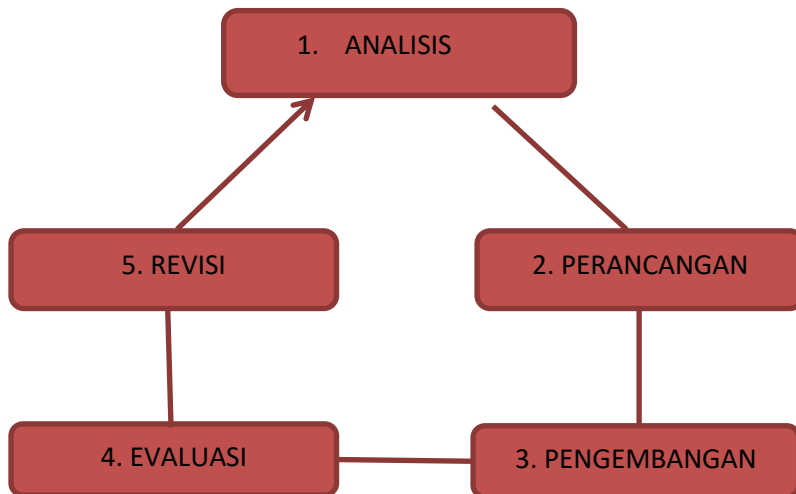 1. ANALISIS
5. REVISI
2. PERANCANGAN
4. EVALUASI
3. PENGEMBANGAN